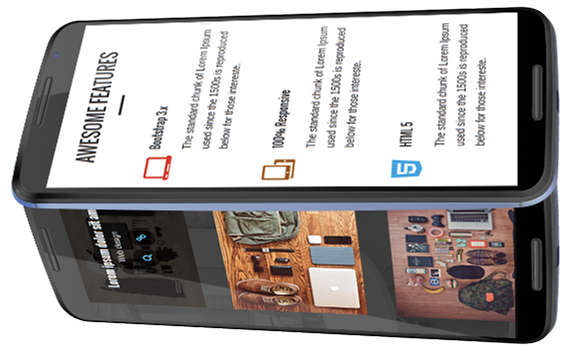 AWESOME FEATURES
Bootstrap 3.x
The standard chunk of Lorem Ipsum
used since the 1500s is reproduced
below for those intereste.
100% Responsive
The standard chunk of Lorem Ipsum
used since the 1500s is reproduced
below for those intereste.
HTML 5
The standard chunk of Lorem Ipsum
used since the 1500s is reproduced
below for those intereste.
5
Lorem ipsum dolor sit am
Web design